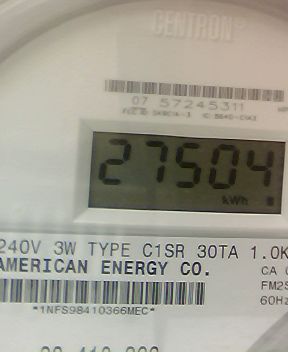 CENTRON®
07 57245311
27504
kWh
240V 3W TYPE C1SR 30TA 1.0K
AMERICAN ENERGY CO.
CA
FM2S
60Hz
*1NFS98410366MEC*